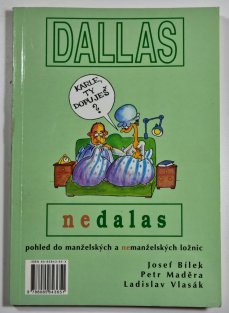 DALLAS
KARLE,
TY
DOPUJEŠ
?
nedalas
pohled do manželských a nemanželských ložnic
Josef Bílek
Petr Maděra
Ladislav Vlasák